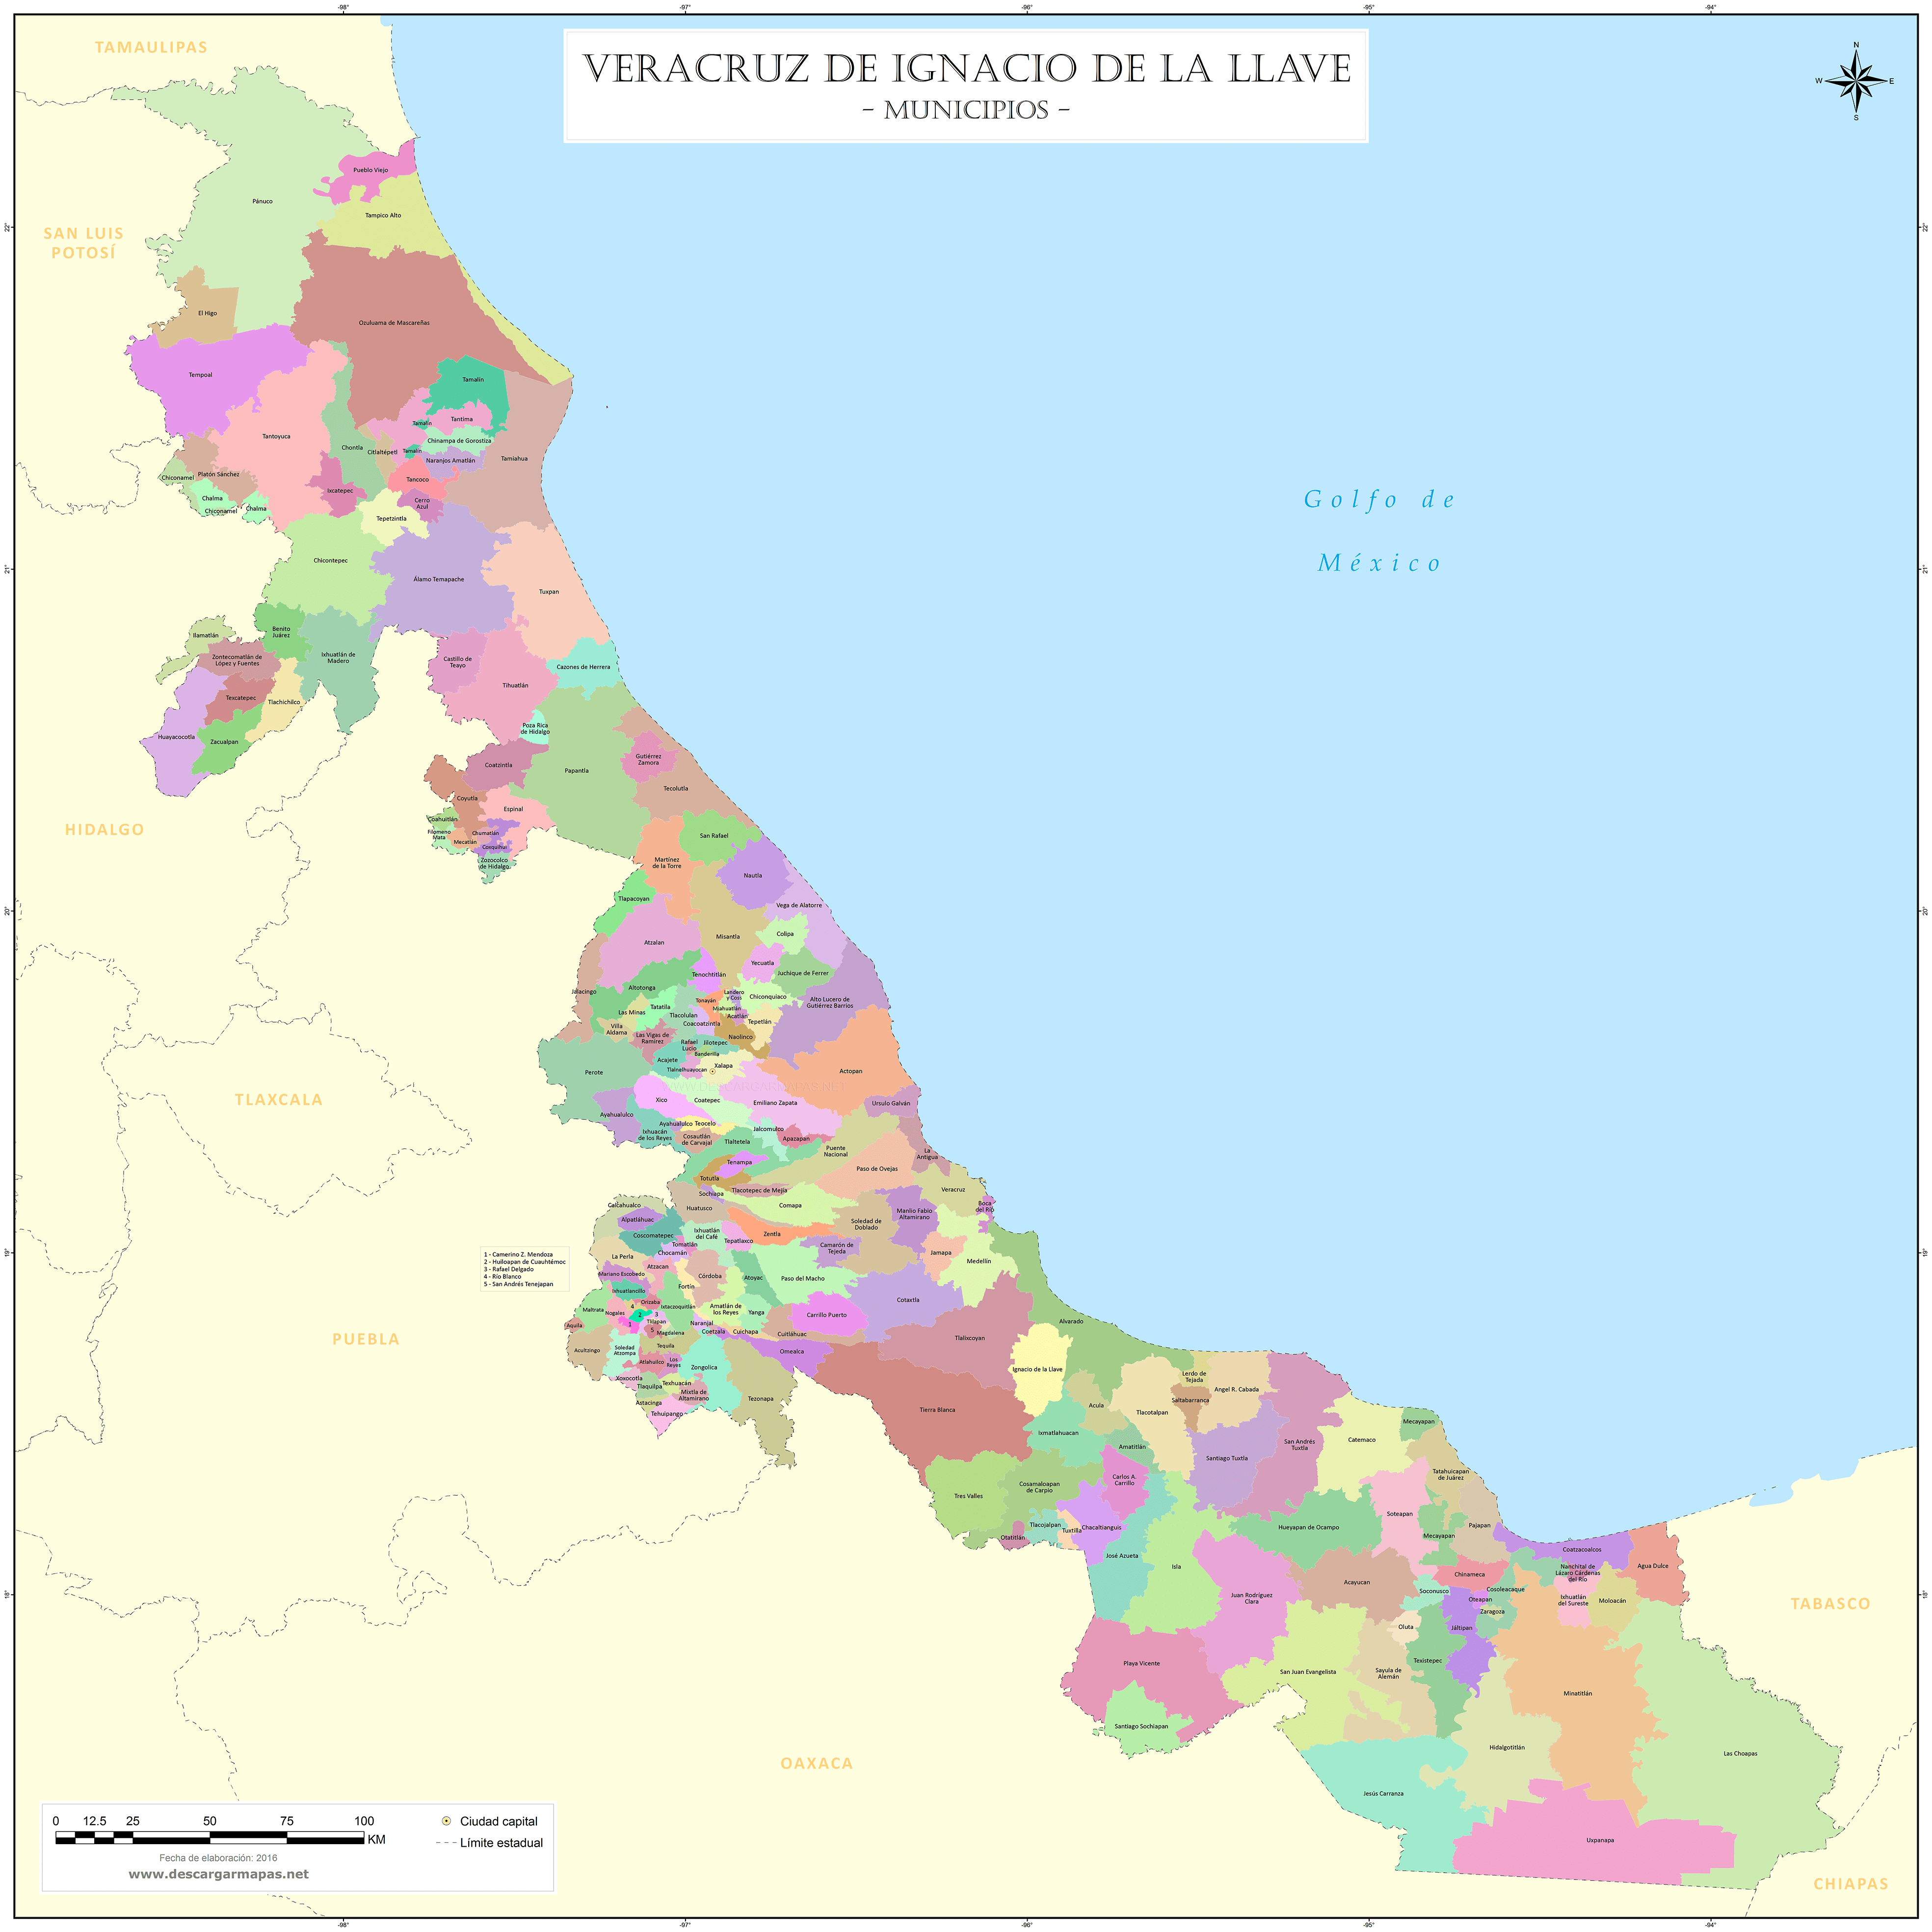 -98°
-97°
-96°
-95°
-94°
TAMAULIPAS
VERACRUZ DE IGNACIO DE LA LLAVE
- MUNICIPIOS -
N
W
E
S
Pueblo Viejo
Pánuco
Tampico Alto
22°
22°
SAN LUIS
POTOSÍ
El Higo
Ozuluama de Mascareñas
Tempoal
Tamalín
Tantima
Tamalín
Tantoyuca
Chinampa de Gorostiza
Chontla
Citlaltépetl
Tamalín
Naranjos Amatlán
Tamiahua
Platón Sánchez
Chiconamel
Tancoco
Ixcatepec
Chalma
Cerro
Azul
Chiconamel
Chalma
Tepetzintla
Golfo de
México
Chicontepec
21°
21°
Álamo Temapache
Tuxpan
Ilamatlán
Benito
Juárez
Zontecomatlán de
López y Fuentes
Ixhuatlán de
Madero
Castillo de
Teayo
Cazones de Herrera
Tihuatlán
Texcatepec
Tlachichilco
Huayacocotla
Zacualpan
Poza Rica
de Hidalgo
Coatzintla
Papantla
Gutiérrez
Zamora
Tecolutla
Coyutla
Espinal
HIDALGO
Coahuitlán
Filomeno
Mata
Chumatlán
Mecatlán
Coxquihui
Zozocolco
de Hidalgo
San Rafael
Martínez
de la Torre
Nautla
Tlapacoyan
Vega de Alatorre
20°
20°
Misantla
Colipa
Atzalan
Yecuatla
Juchique de Ferrer
Tenochtitlán
Altotonga
Jalacingo
Landero
y Coss
Chiconquiaco
Alto Lucero de
Gutiérrez Barrios
Tonayán
Tatatila
Miahuatlán
Las Minas
Tlacolulan
Acatlán
Tepetlán
Coacoatzintla
Villa
Aldama
Las Vigas de
Ramírez
Naolinco
Rafael
Lucio
Jilotepec
Banderilla
Acajete
Xalapa
Tlalnelhuayocan
Perote
Actopan
TLAXCALA
Xico
Coatepec
Emiliano Zapata
Ursulo Galván
Ayahualulco
Ayahualulco
Teocelo
Jalcomulco
Ixhuacán
de los Reyes
Cosautlán
de Carvajal
Tlaltetela
Apazapan
Puente
Nacional
La
Antigua
Tenampa
Paso de Ovejas
Totutla
Tlacotepec de Mejía
Sochiapa
Veracruz
Calcahualco
Huatusco
Comapa
Boca
del Río
Alpatláhuac
Manlio Fabio
Altamirano
Soledad de
Doblado
Coscomatepec
Ixhuatlán
del Café
Zentla
Tepatlaxco
Tomatlán
Camarón de
Tejeda
Jamapa
19°
19°
1 - Camerino Z. Mendoza
2 - Huiloapan de Cuauhtémoc
3 - Rafael Delgado
4 - Río Blanco
5 - San Andrés Tenejapan
La Perla
Chocamán
Medellín
Atzacan
Mariano Escobedo
Córdoba
Atoyac
Paso del Macho
Fortín
Ixhuatlancillo
Cotaxtla
Orizaba
4
Ixtaczoquitlán
Amatlán de
los Reyes
Maltrata
Nogales
Yanga
Carrillo Puerto
2
3
Alvarado
Tlilapan
Naranjal
Aquila
1
5
Magdalena
Coetzala
Cuichapa
Cuitláhuac
Tlalixcoyan
PUEBLA
Acultzingo
Soledad
Atzompa
Tequila
Omealca
Atlahuilco
Los
Reyes
Zongolica
Ignacio de la Llave
Xoxocotla
Tlaquilpa
Texhuacán
Mixtla de
Altamirano
Lerdo de
Tejada
Angel R. Cabada
Astacinga
Tezonapa
Saltabarranca
Tehuipango
Tierra Blanca
Acula
Tlacotalpan
Mecayapan
Ixmatlahuacan
Catemaco
San Andrés
Tuxtla
Amatitlán
Santiago Tuxtla
Carlos A.
Carrillo
Tatahuicapan
de Juárez
Cosamaloapan
de Carpio
Tres Valles
Soteapan
Tlacojalpan
Tuxtilla
Chacaltianguis
Hueyapan de Ocampo
Pajapan
Otatitlán
Mecayapan
José Azueta
Coatzacoalcos
Isla
Agua Dulce
Nanchital de
Lázaro Cárdenas
del Río
Chinameca
Acayucan
18°
18°
Soconusco
Cosoleacaque
Juan Rodríguez
Clara
Oteapan
Ixhuatlán
del Sureste
Moloacán
TABASCO
Zaragoza
Oluta
Jáltipan
Playa Vicente
Texistepec
San Juan Evangelista
Sayula de
Alemán
Minatitlán
Santiago Sochiapan
Hidalgotitlán
Las Choapas
OAXACA
Jesús Carranza
Uxpanapa
CHIAPAS
0 12.5 25 50 75 100
KM
Ciudad capital
Límite estadual
Fecha de elaboración: 2016
www.descargarmapas.net
-98°
-97°
-96°
-95°
-94°